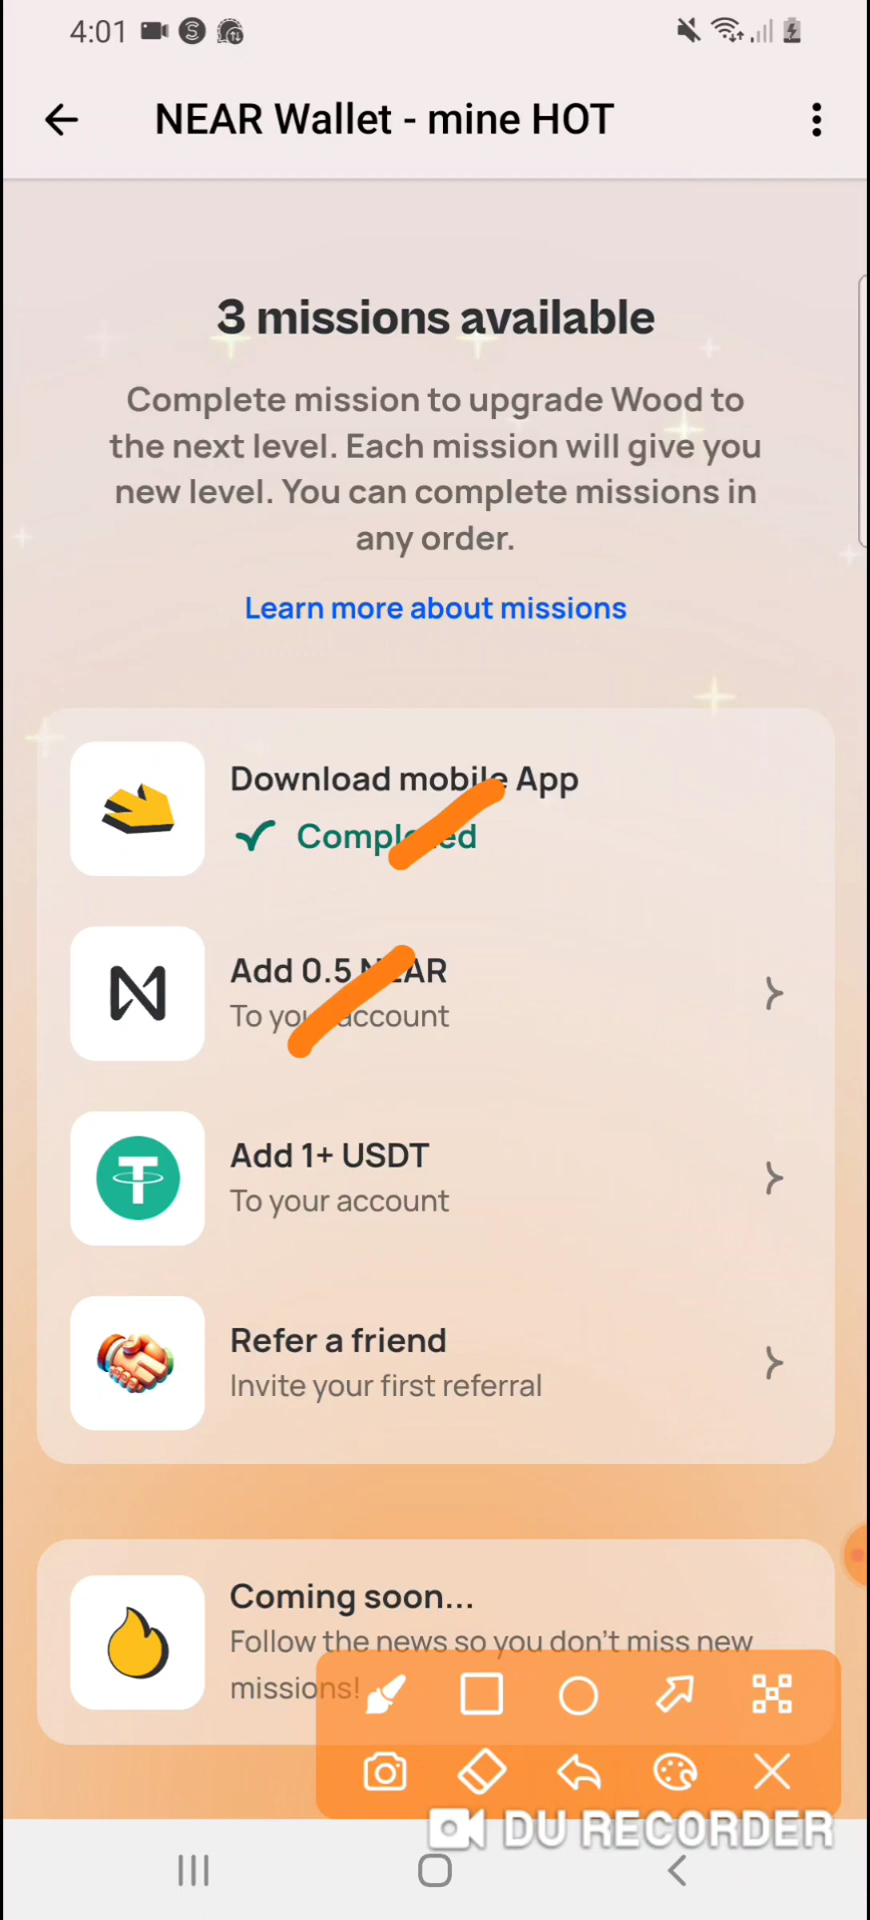 4:01
NEAR Wallet - mine HOT
3 missions available
Complete mission to upgrade Wood to
the next level. Each mission will give you
new level. You can complete missions in
any order.
Learn more about missions
Download mobile App
Completed
Add 0.5 NEAR
To your account
Add 1+ USDT
To your account
Refer a friend
Invite your first referral
Coming soon...
Follow the news so you don't miss new
missions!
DU RECORDER